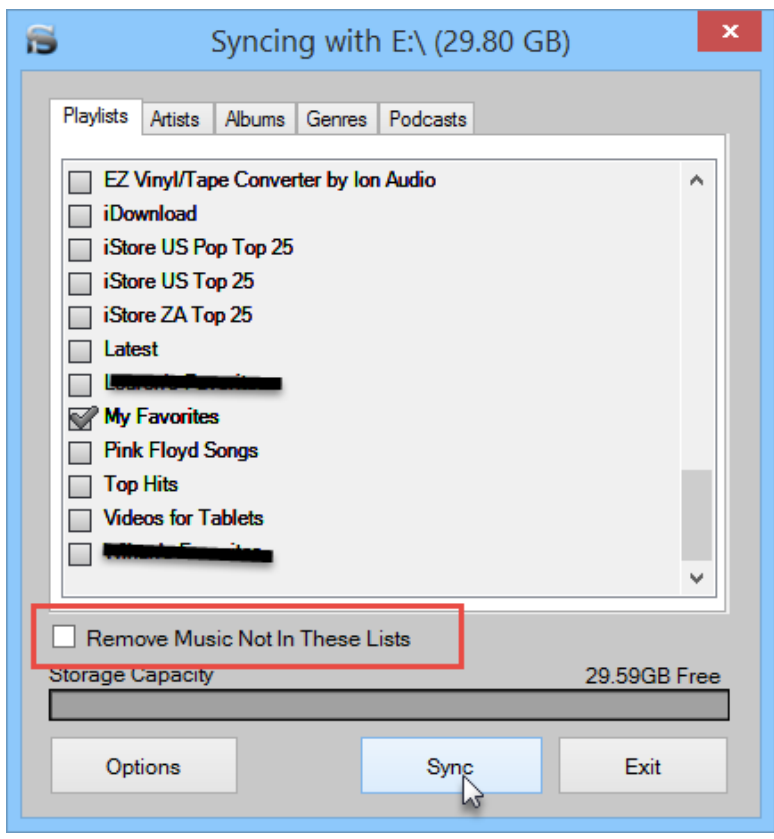 Syncing with E:\ (29.80 GB)
Playlists Artists Albums Genres Podcasts
EZ Vinyl/Tape Converter by Ion Audio
iDownload
iStore US Pop Top 25
iStore US Top 25
iStore ZA Top 25
Latest
My Favorites
Pink Floyd Songs
Top Hits
Videos for Tablets
Remove Music Not In These Lists
Storage Capacity 29.59GB Free
Options Sync Exit